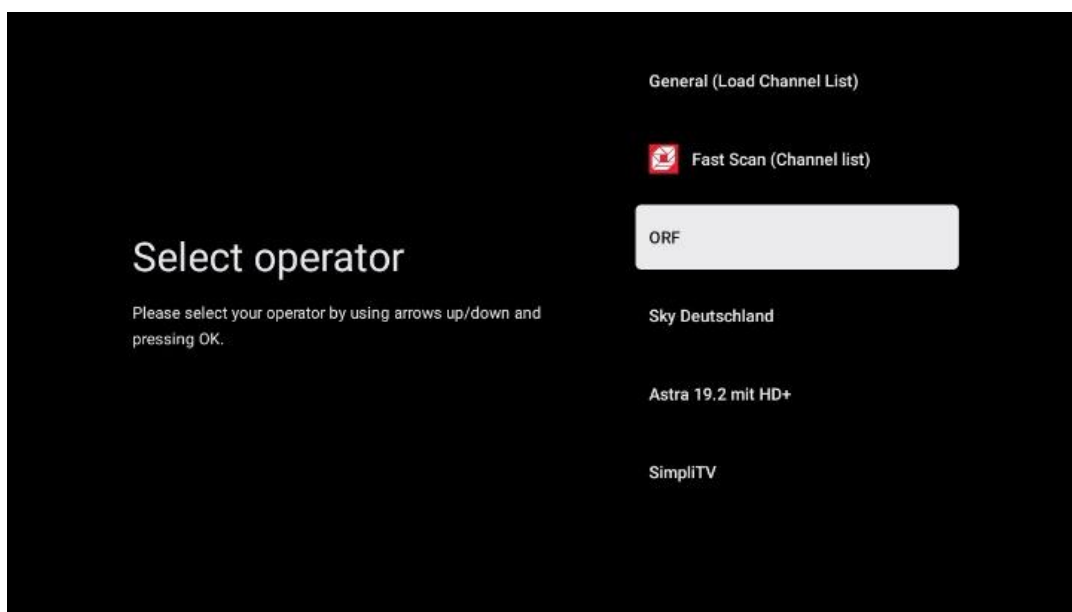 Select operator
Please select your operator by using arrows up/down and
pressing OK.
General (Load Channel List)
Fast Scan (Channel list)
ORF
Sky Deutschland
Astra 19.2 mit HD+
SimpliTV